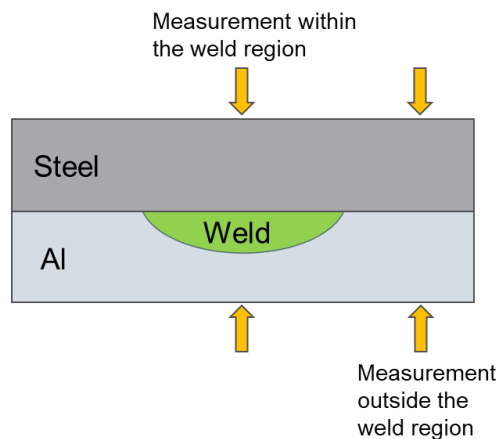 Measurement within
the weld region
Steel
Weld
Al
Measurement
outside the
weld region